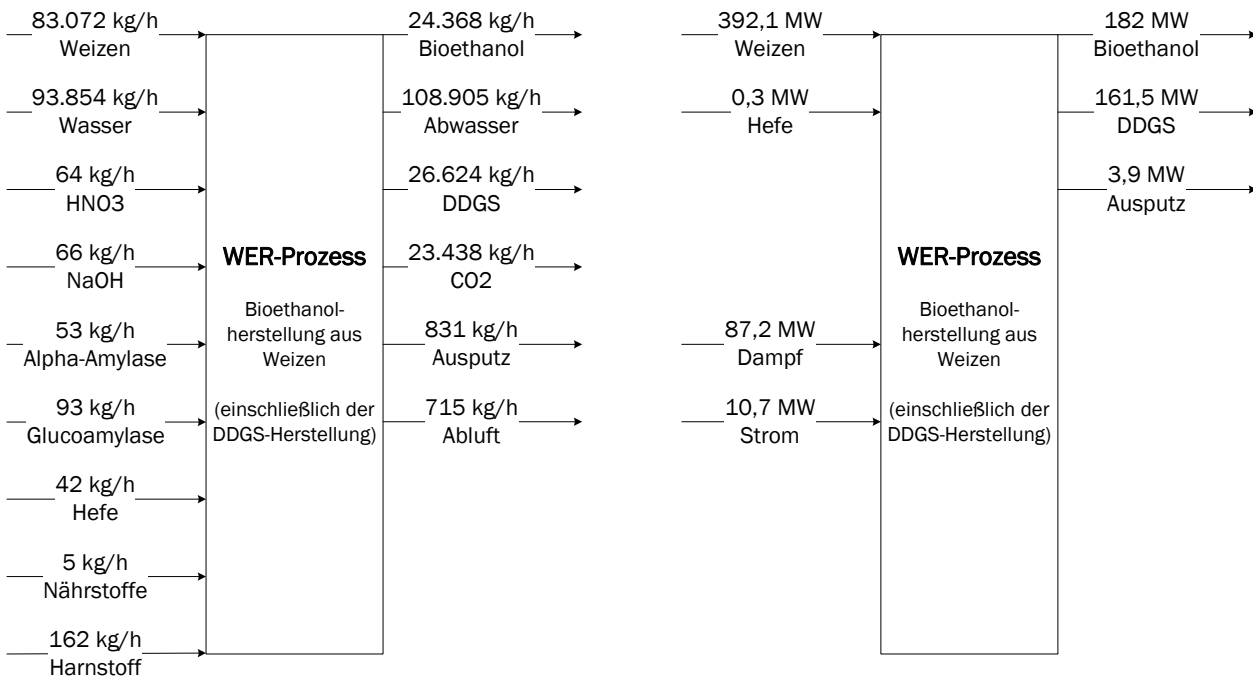 83.072 kg/h
Weizen
93.854 kg/h
Wasser
64 kg/h
HNO3
66 kg/h
NaOH
53 kg/h
Alpha-Amylase
93 kg/h
Glucoamylase
42 kg/h
Hefe
5 kg/h
Nährstoffe
162 kg/h
Harnstoff
WER-Prozess
Bioethanol-
herstellung aus
Weizen
(einschließlich der
DDGS-Herstellung)
24.368 kg/h
Bioethanol
108.905 kg/h
Abwasser
26.624 kg/h
DDGS
23.438 kg/h
CO2
831 kg/h
Ausputz
715 kg/h
Abluft
392,1 MW
Weizen
0,3 MW
Hefe
87,2 MW
Dampf
10,7 MW
Strom
WER-Prozess
Bioethanol-
herstellung aus
Weizen
(einschließlich der
DDGS-Herstellung)
182 MW
Bioethanol
161,5 MW
DDGS
3,9 MW
Ausputz